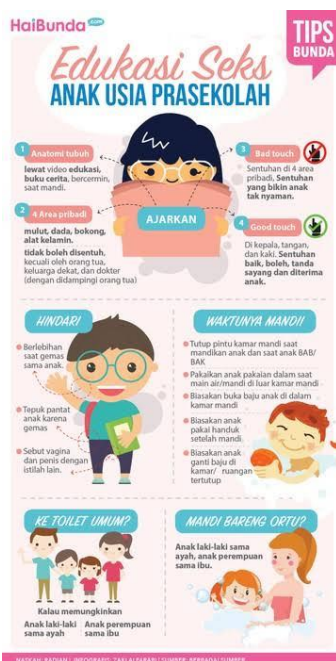 HaiBunda.com
TIPS
BUNDA
Edukasi Seks
ANAK USIA PRASEKOLAH
1 Anatomi tubuh
lewat video edukasi,
buku cerita, bercermin,
saat mandi.
2 4 Area pribadi
mulut, dada, bokong,
alat kelamin.
tidak boleh disentuh,
kecuali oleh orang tua,
keluarga dekat, dan dokter
(dengan didampingi orang tua)
AJARKAN
3 Bad touch
Sentuhan di 4 area
pribadi, Sentuhan
yang bikin anak
tak nyaman.
4 Good touch
Di kepala, tangan,
dan kaki. Sentuhan
baik, boleh, tanda
sayang dan diterima
anak.
HINDARI
Berlebihan
saat gemas
sama anak.
Tepuk pantat
anak karena
gemas
Sebut vagina
dan penis dengan
istilah lain.
WAKTUNYA MANDI!
Tutup pintu kamar mandi saat
mandikan anak dan saat anak BAB/
BAK
Pakaikan anak pakaian dalam saat
main air/mandi di luar kamar mandi
Biasakan buka baju anak di dalam
kamar mandi
Biasakan anak
pakai handuk
setelah mandi
Biasakan anak
ganti baju di
kamar/ ruangan
tertutup
KE TOILET UMUM?
Kalau memungkinkan
Anak laki-laki
sama ayah
Anak perempuan
sama ibu
MANDI BARENG ORTU?
Anak laki-laki sama
ayah, anak perempuan
sama ibu.